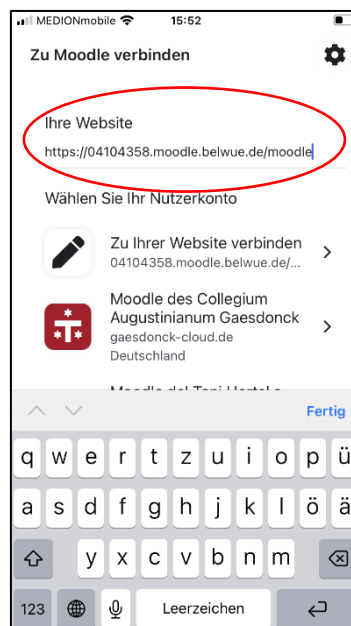 MEDIONmobile 15:52
Zu Moodle verbinden
Ihre Website
https://04104358.moodle.belwue.de/moodle
Wählen Sie Ihr Nutzerkonto
Zu Ihrer Website verbinden
04104358.moodle.belwue.de/...
Moodle des Collegium
Augustinianum Gaesdonck
gaesdonck-cloud.de
Deutschland
Fertig
q w e r t z u i o p ü
a s d f g h j k l ö ä
y x c v b n m
123 Leerzeichen